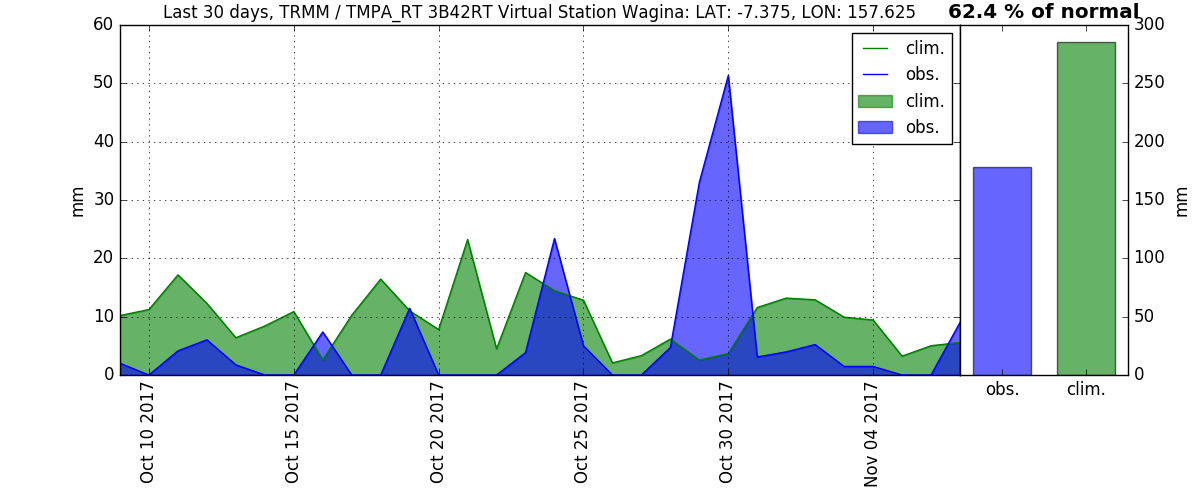 Last 30 days, TRMM / TMPA_RT 3B42RT Virtual Station Wagina: LAT: -7.375, LON: 157.625
62.4 % of normal
60
50
40
30
20
10
0
mm
clim.
obs.
clim.
obs.
300
250
200
150
100
50
0
mm
Oct 10 2017
Oct 15 2017
Oct 20 2017
Oct 25 2017
Oct 30 2017
Nov 04 2017
obs.
clim.